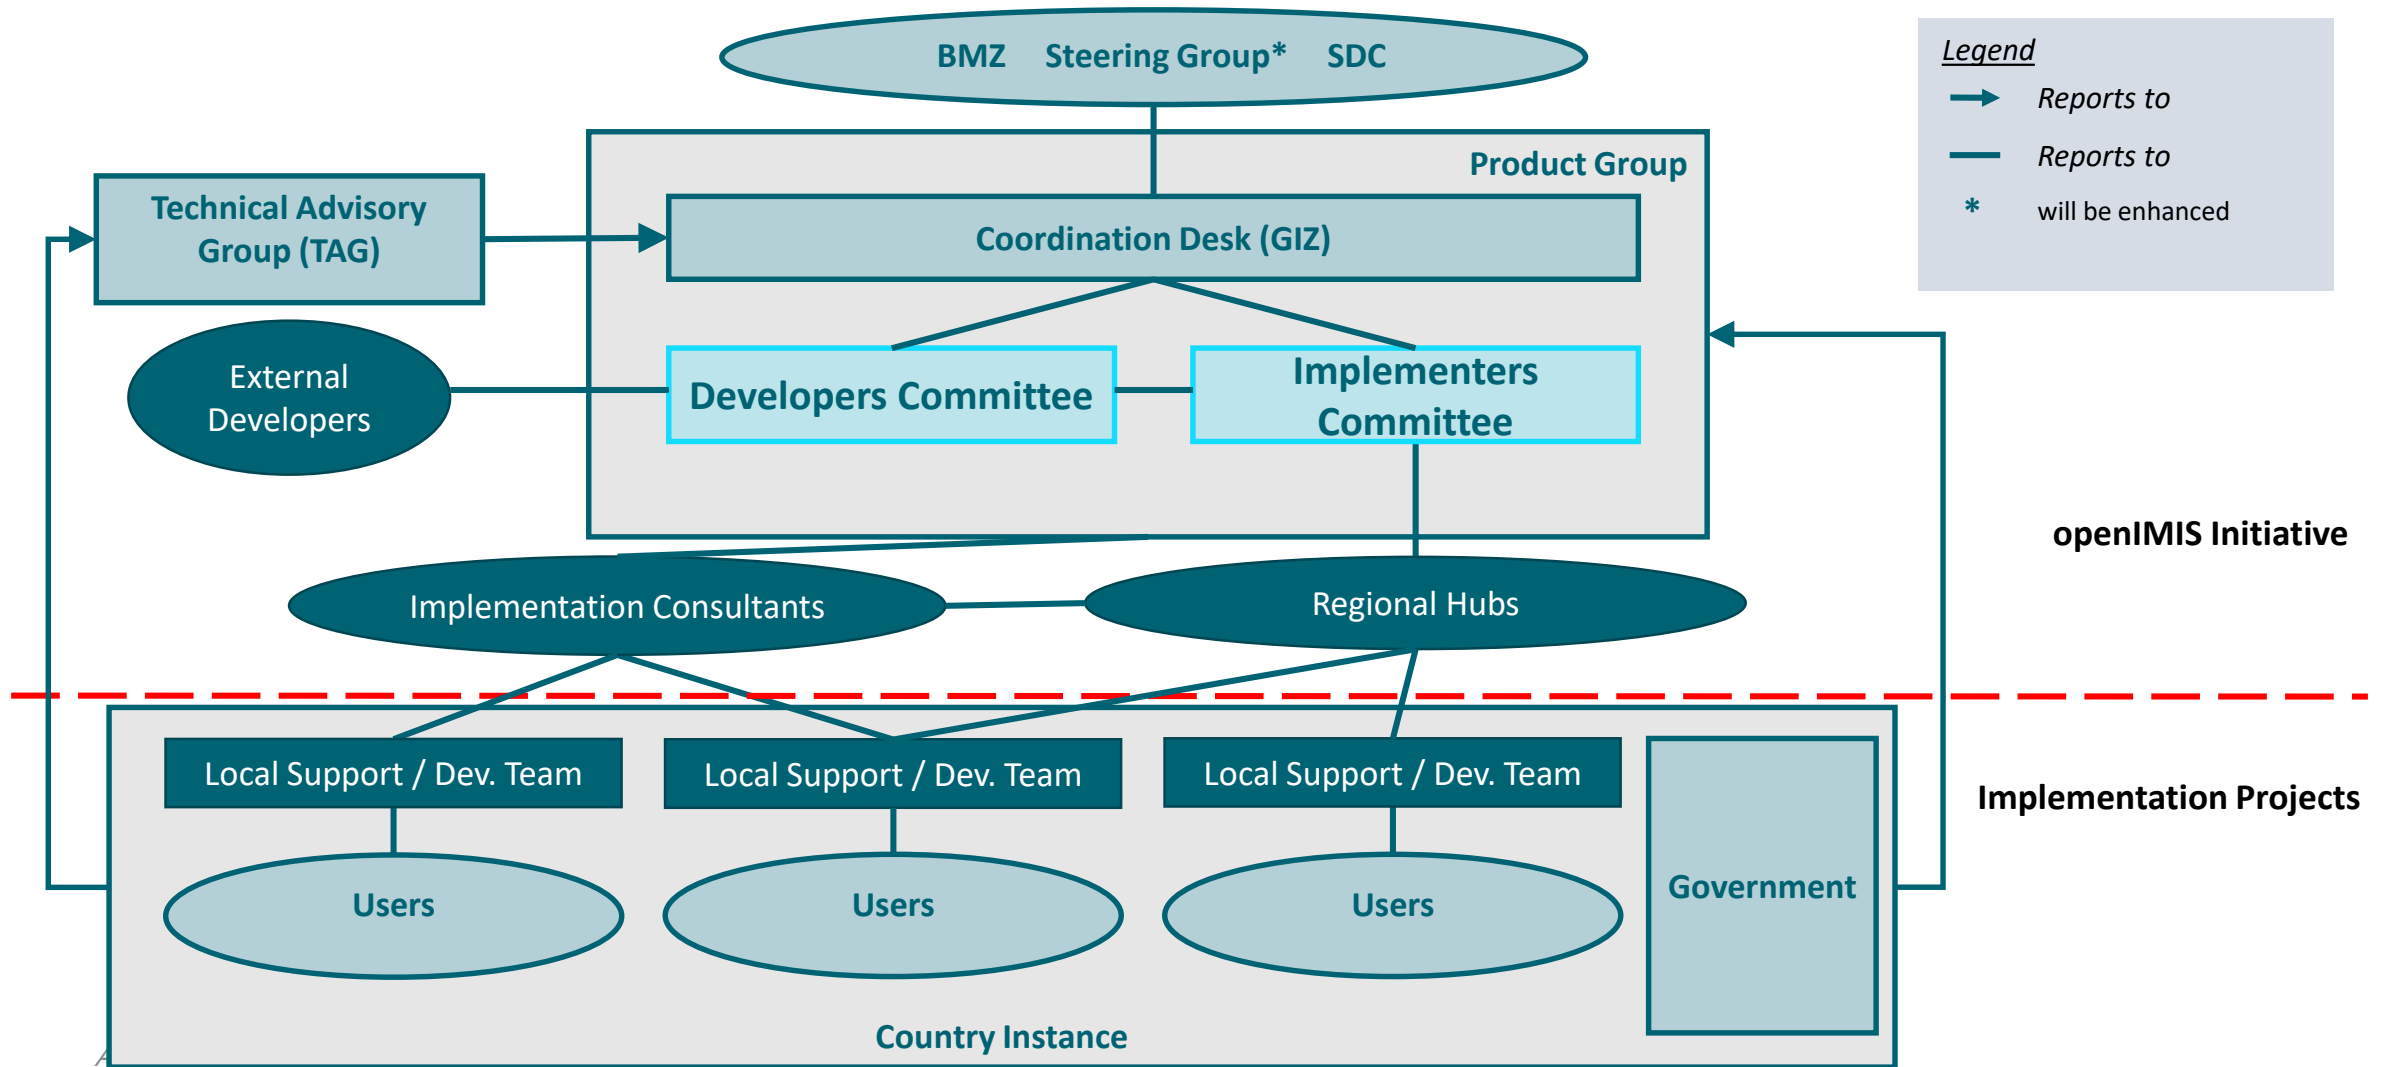 BMZ Steering Group* SDC
Legend
Reports to
Reports to
* will be enhanced
Product Group
Technical Advisory
Group (TAG)
Coordination Desk (GIZ)
External
Developers
Developers Committee
Implementers
Committee
openIMIS Initiative
Implementation Consultants
Regional Hubs
Local Support / Dev. Team
Local Support / Dev. Team
Local Support / Dev. Team
Implementation Projects
Users
Users
Users
Government
Country Instance